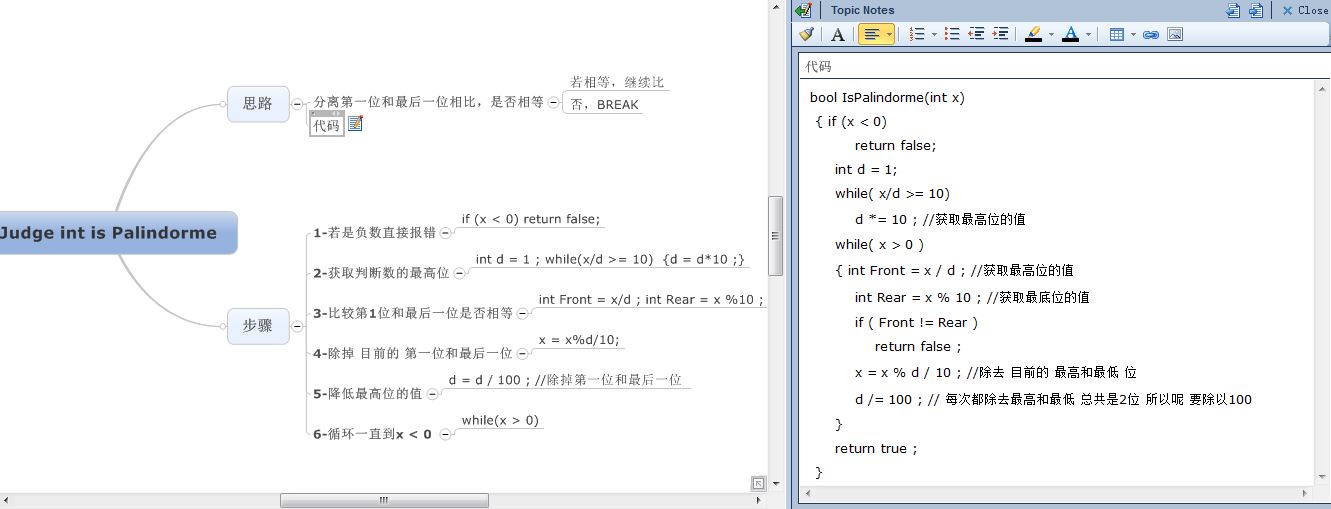 Judge int is Palindorme
思路
分离第一位和最后一位相比，是否相等
若相等，继续比
否，BREAK
代码
步骤
1-若是负数直接报错
if (x < 0) return false;
2-获取判断数的最高位
int d = 1 ; while(x/d >= 10)  {d = d*10 ;}
3-比较第1位和最后一位是否相等
int Front = x/d ; int Rear = x %10 ;
4-除掉 目前的 第一位和最后一位
x = x%d/10;
5-降低最高位的值
d = d / 100 ; //除掉第一位和最后一位
6-循环一直到x < 0
while(x > 0)
Topic Notes
Close
代码
bool IsPalindorme(int x)
{ if (x < 0)
return false;
int d = 1;
while( x/d >= 10)
d *= 10 ; //获取最高位的值
while( x > 0 )
{ int Front = x / d ; //获取最高位的值
int Rear = x % 10 ; //获取最底位的值
if ( Front != Rear )
return false ;
x = x % d / 10 ; //除去 目前的 最高和最低 位
d /= 100 ; // 每次都除去最高和最低 总共是2位 所以呢 要除以100
}
return true ;
}